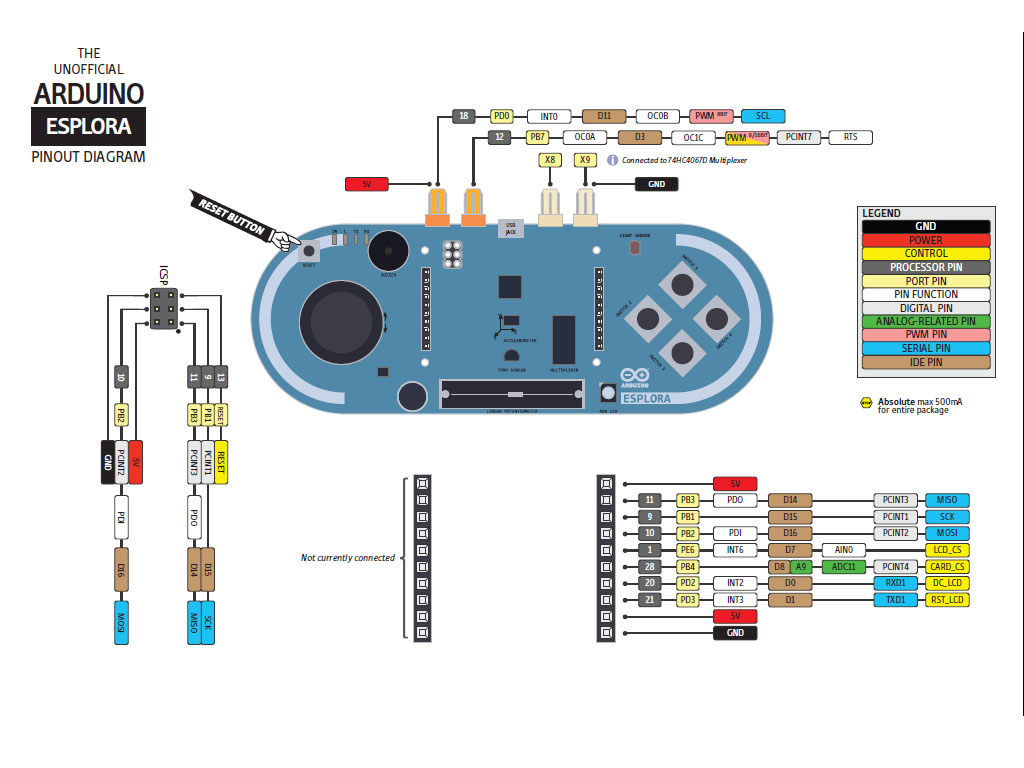 THE
UNOFFICIAL
ARDUINO
ESPLORA
PINOUT DIAGRAM
18 PD0 INT0 D11 OC0B PWM 8BIT SCL
12 PB7 OC0A D3 OC1C PWM 8/16BIT PCINT7 RTS
X8 X9 Connected to 74HC4067D Multiplexer
5V
GND
RESET BUTTON
USB
JACK
ON L TX RX
RESET
BUZZER
LIGHT SENSOR
SWITCH 3
SWITCH 2
SWITCH 4
SWITCH 1
ACCELEROMETER
TEMP SENSOR
MULTIPLEXER
LINEAR POTENTIOMETER
RGB LED
ARDUINO
ESPLORA
LEGEND
GND
POWER
CONTROL
PROCESSOR PIN
PORT PIN
PIN FUNCTION
DIGITAL PIN
ANALOG-RELATED PIN
PWM PIN
SERIAL PIN
IDE PIN
Absolute max 500mA
for entire package
ICSP
GND
10 PB2 PCINT2 PDI D16 MOSI
5V
11 PB3 PCINT3 PDO D14 MISO
9 PB1 PCINT1 D15 SCK
13 RESET RESET
Not currently connected
5V
11 PB3 PDO D14 PCINT3 MISO
9 PB1 D15 PCINT1 SCK
10 PB2 PDI D16 PCINT2 MOSI
1 PE6 INT6 D7 AIN0 LCD_CS
28 PB4 D8 A9 ADC11 PCINT4 CARD_CS
20 PD2 INT2 D0 RXD1 DC_LCD
21 PD3 INT3 D1 TXD1 RST_LCD
5V
GND